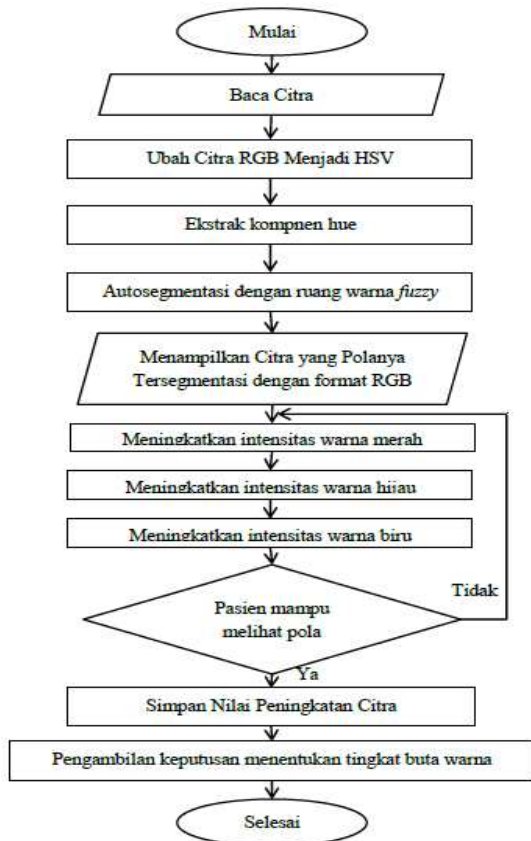 Mulai
Baca Citra
Ubah Citra RGB Menjadi HSV
Ekstrak kompnen hue
Autosegmentasi dengan ruang warna fuzzy
Menampilkan Citra yang Polanya
Tersegmentasi dengan format RGB
Meningkatkan intensitas warna merah
Meningkatkan intensitas warna hijau
Meningkatkan intensitas warna biru
Tidak
Pasien mampu
melihat pola
Ya
Simpan Nilai Peningkatan Citra
Pengambilan keputusan menentukan tingkat buta warna
Selesai